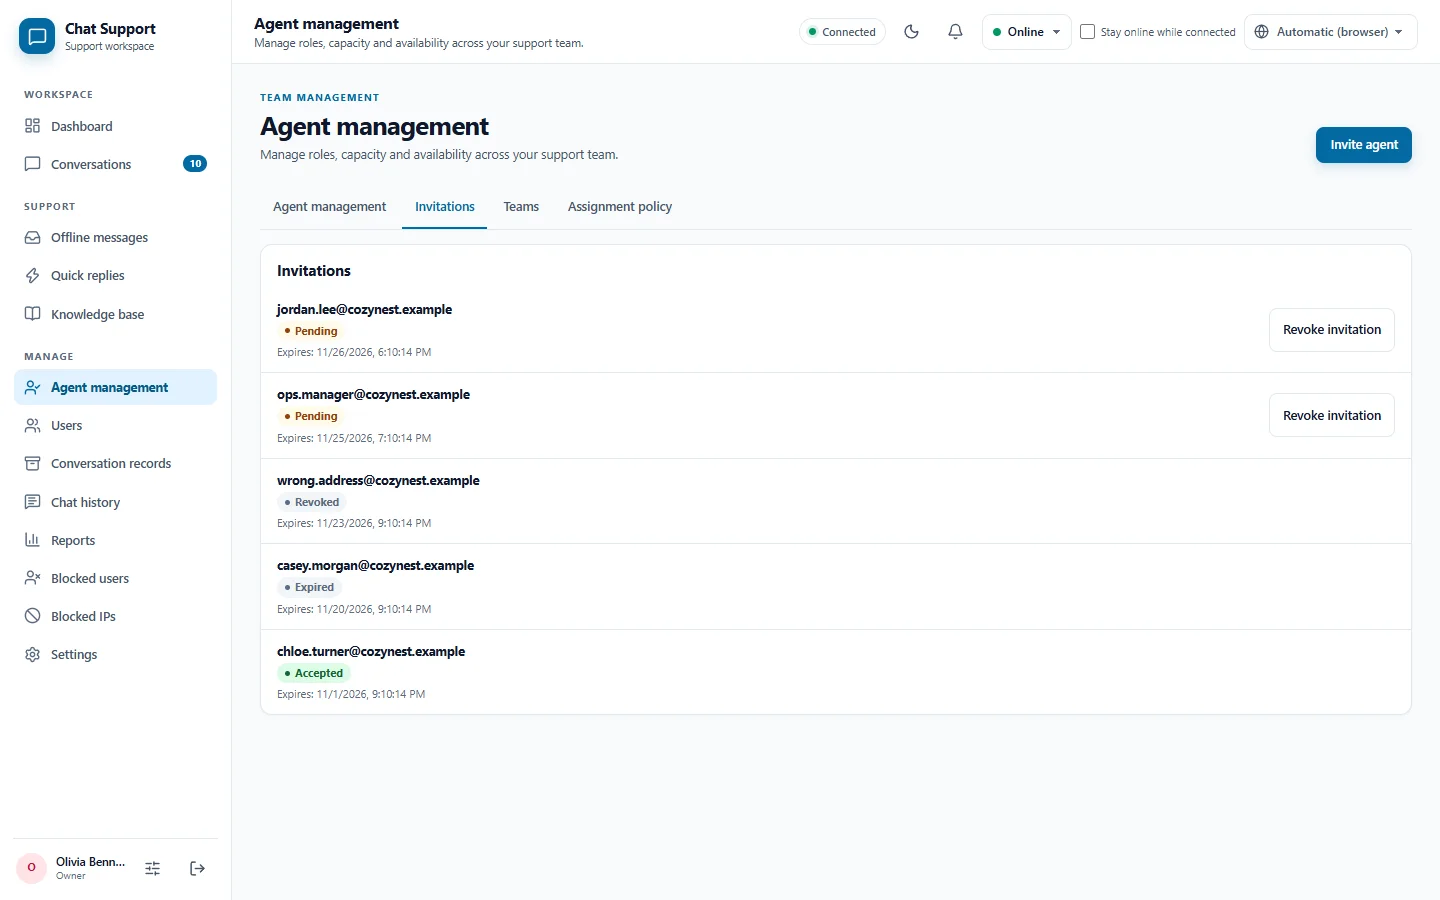 Chat Support
Support workspace
WORKSPACE
Dashboard
Conversations 10
SUPPORT
Offline messages
Quick replies
Knowledge base
MANAGE
Agent management
Users
Conversation records
Chat history
Reports
Blocked users
Blocked IPs
Settings
O
Olivia Benn...
Owner
Agent management
Manage roles, capacity and availability across your support team.
Connected
Online
Stay online while connected
Automatic (browser)
TEAM MANAGEMENT
Agent management
Manage roles, capacity and availability across your support team.
Invite agent
Agent management Invitations Teams Assignment policy
Invitations
jordan.lee@cozynest.example
Pending
Expires: 11/26/2026, 6:10:14 PM
Revoke invitation
ops.manager@cozynest.example
Pending
Expires: 11/25/2026, 7:10:14 PM
Revoke invitation
wrong.address@cozynest.example
Revoked
Expires: 11/23/2026, 9:10:14 PM
casey.morgan@cozynest.example
Expired
Expires: 11/20/2026, 9:10:14 PM
chloe.turner@cozynest.example
Accepted
Expires: 11/1/2026, 9:10:14 PM